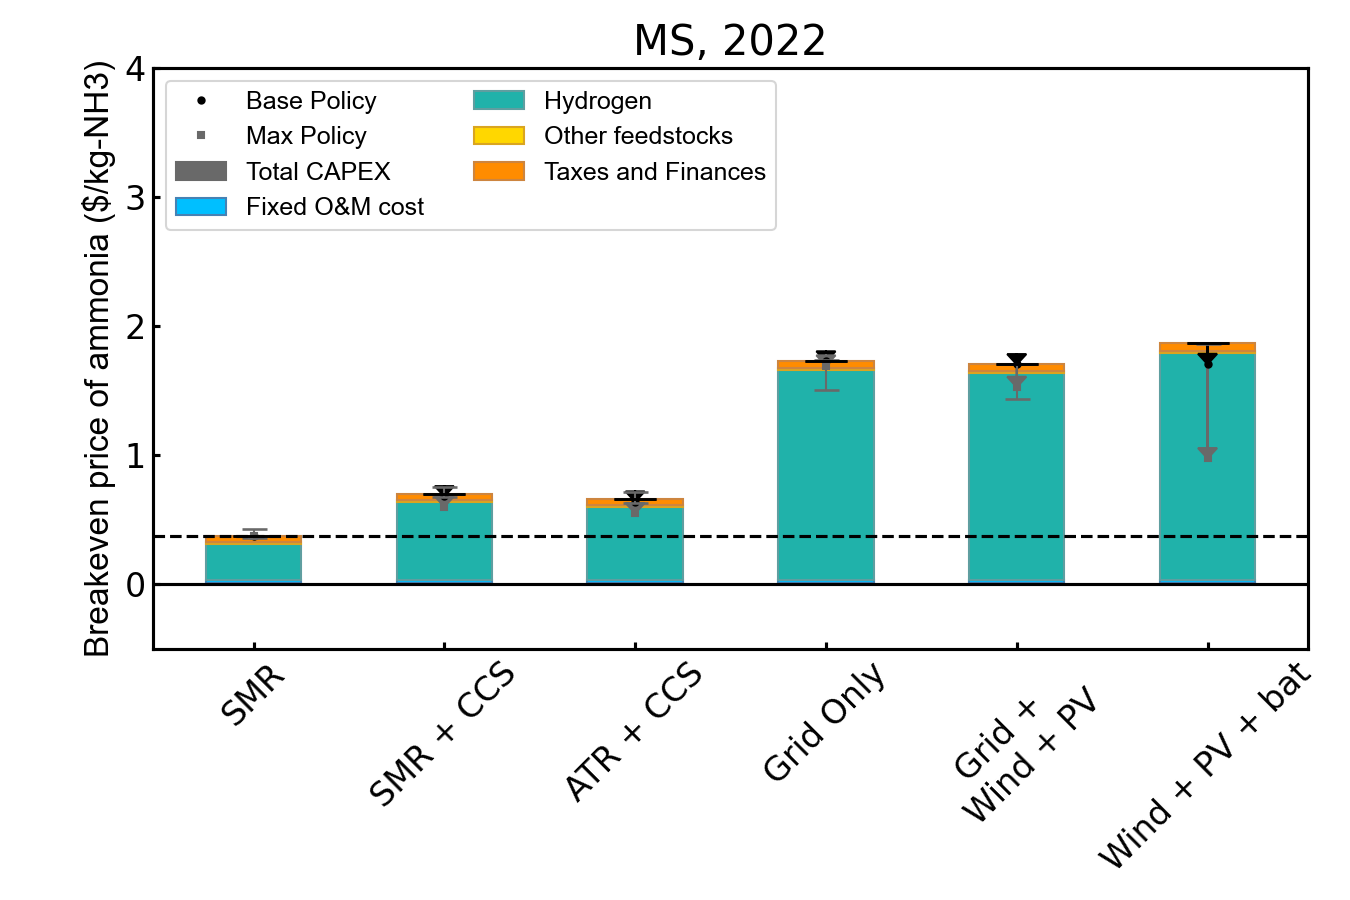 MS, 2022
Breakeven price of ammonia ($/kg-NH3)
4
3
2
1
0
Base Policy
Max Policy
Total CAPEX
Fixed O&M cost
Hydrogen
Other feedstocks
Taxes and Finances
SMR
SMR + CCS
ATR + CCS
Grid Only
Grid +
Wind + PV
Wind + PV + bat